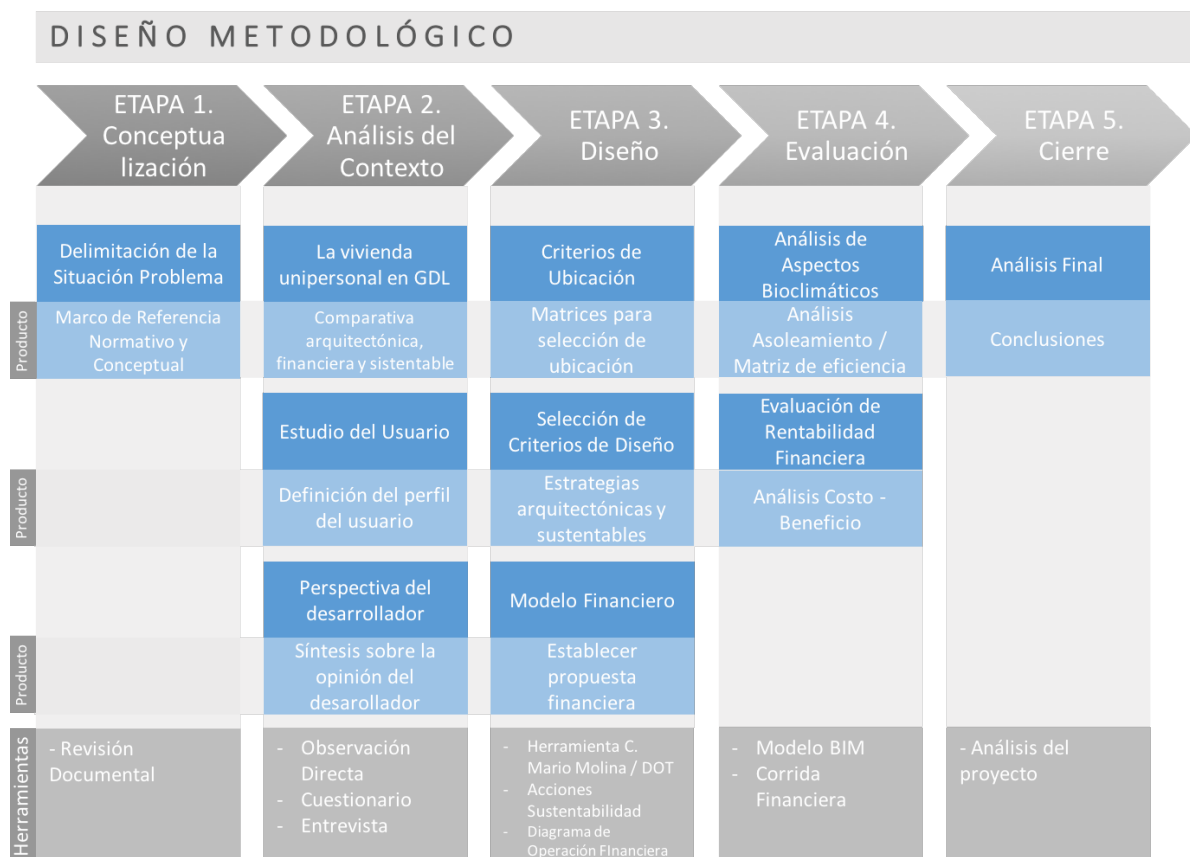 DISEÑO METODOLÓGICO
ETAPA 1.
Conceptua
lización
ETAPA 2.
Análisis del
Contexto
ETAPA 3.
Diseño
ETAPA 4.
Evaluación
ETAPA 5.
Cierre
Delimitación de la
Situación Problema
La vivienda
unipersonal en GDL
Criterios de
Ubicación
Análisis de
Aspectos
Bioclimáticos
Análisis Final
Producto
Marco de Referencia
Normativo y
Conceptual
Comparativa
arquitectónica,
financiera y sistentable
Matrices para
selección de
ubicación
Análisis
Asoleamiento /
Matriz de eficiencia
Conclusiones
Estudio del Usuario
Selección de
Criterios de Diseño
Evaluación de
Rentabilidad
Financiera
Producto
Definición del perfil
del usuario
Estrategias
arquitectónicas y
sustentables
Análisis Costo -
Beneficio
Perspectiva del
desarrollador
Modelo Financiero
Producto
Síntesis sobre la
opinión del
desarollador
Establecer
propuesta
financiera
Herramientas
- Revisión
Documental
- Observación
Directa
- Cuestionario
- Entrevista
- Herramienta C.
Mario Molina / DOT
- Acciones
Sustentabilidad
- Diagrama de
Operación FInanciera
- Modelo BIM
- Corrida
Financiera
- Análisis del
proyecto